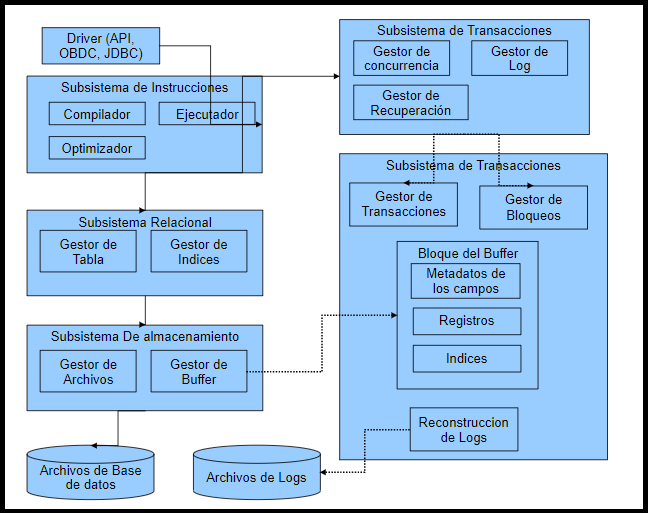 Driver (API,
OBDC, JDBC)
Subsistema de Instrucciones
Compilador
Ejecutador
Optimizador
Subsistema Relacional
Gestor de
Tabla
Gestor de
Indices
Subsistema De almacenamiento
Gestor de
Archivos
Gestor de
Buffer
Archivos de Base
de datos
Archivos de Logs
Subsistema de Transacciones
Gestor de
concurrencia
Gestor de
Log
Gestor de
Recuperación
Subsistema de Transacciones
Gestor de
Transacciones
Gestor de
Bloqueos
Bloque del Buffer
Metadatos de
los campos
Registros
Indices
Reconstruccion
de Logs